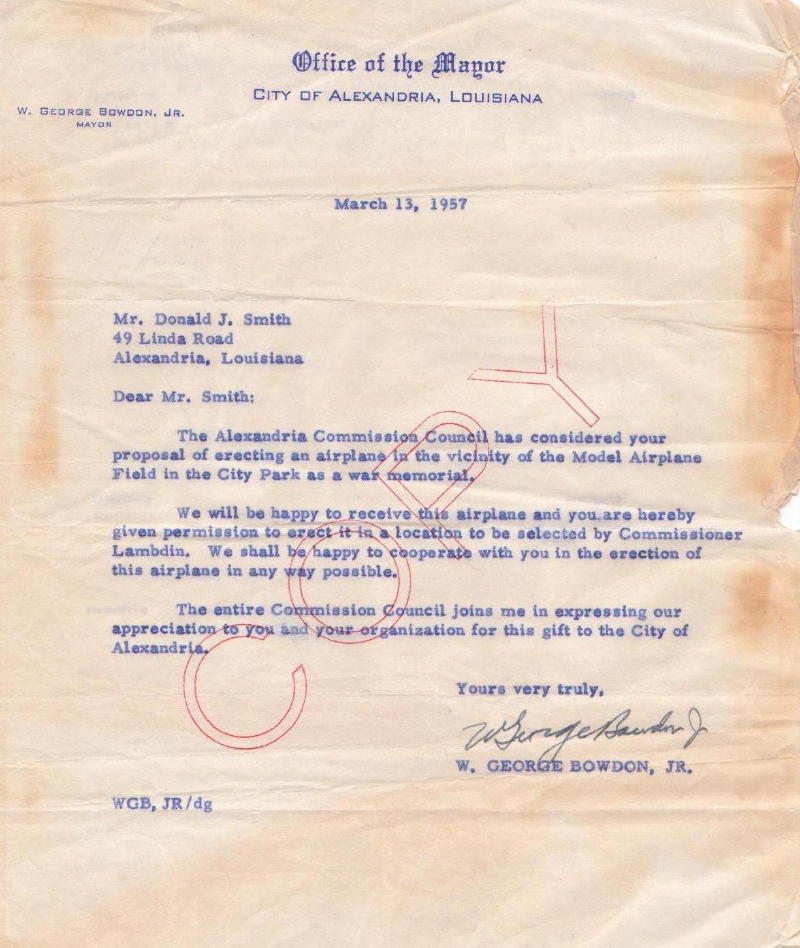 Office of the Mayor
CITY OF ALEXANDRIA, LOUISIANA
W. GEORGE BOWDON, JR.
MAYOR
March 13, 1957
Mr. Donald J. Smith
49 Linda Road
Alexandria, Louisiana
Dear Mr. Smith:
The Alexandria Commission Council has considered your
proposal of erecting an airplane in the vicinity of the Model Airplane
Field in the City Park as a war memorial.
We will be happy to receive this airplane and you are hereby
given permission to erect it in a location to be selected by Commissioner
Lambdin. We shall be happy to cooperate with you in the erection of
this airplane in any way possible.
The entire Commission Council joins me in expressing our
appreciation to you and your organization for this gift to the City of
Alexandria.
Yours very truly,
W George Bowdon Jr
W. GEORGE BOWDON, JR.
WGB, JR/dg
COPY